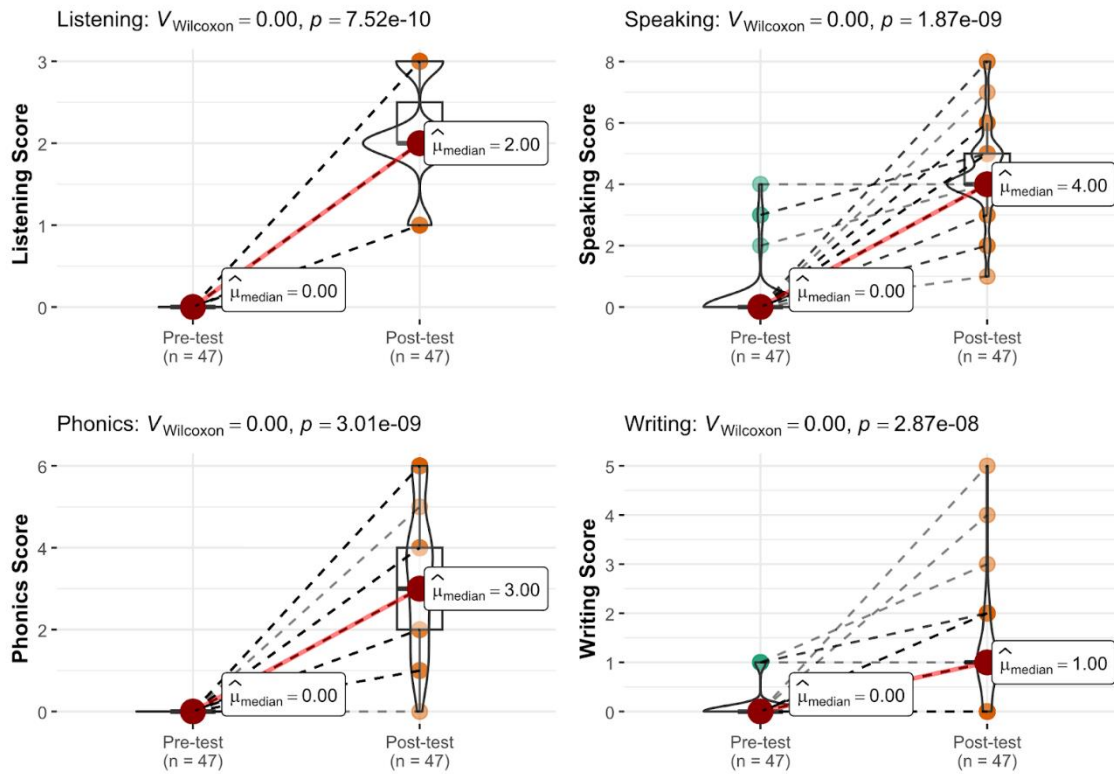 Listening: V_Wilcoxon = 0.00, p = 7.52e-10
Listening Score
3
2
1
0
μ̂_median = 2.00
μ̂_median = 0.00
Pre-test
(n = 47)
Post-test
(n = 47)
Speaking: V_Wilcoxon = 0.00, p = 1.87e-09
Speaking Score
8
6
4
2
0
μ̂_median = 4.00
μ̂_median = 0.00
Pre-test
(n = 47)
Post-test
(n = 47)
Phonics: V_Wilcoxon = 0.00, p = 3.01e-09
Phonics Score
6
4
2
0
μ̂_median = 3.00
μ̂_median = 0.00
Pre-test
(n = 47)
Post-test
(n = 47)
Writing: V_Wilcoxon = 0.00, p = 2.87e-08
Writing Score
5
4
3
2
1
0
μ̂_median = 1.00
μ̂_median = 0.00
Pre-test
(n = 47)
Post-test
(n = 47)